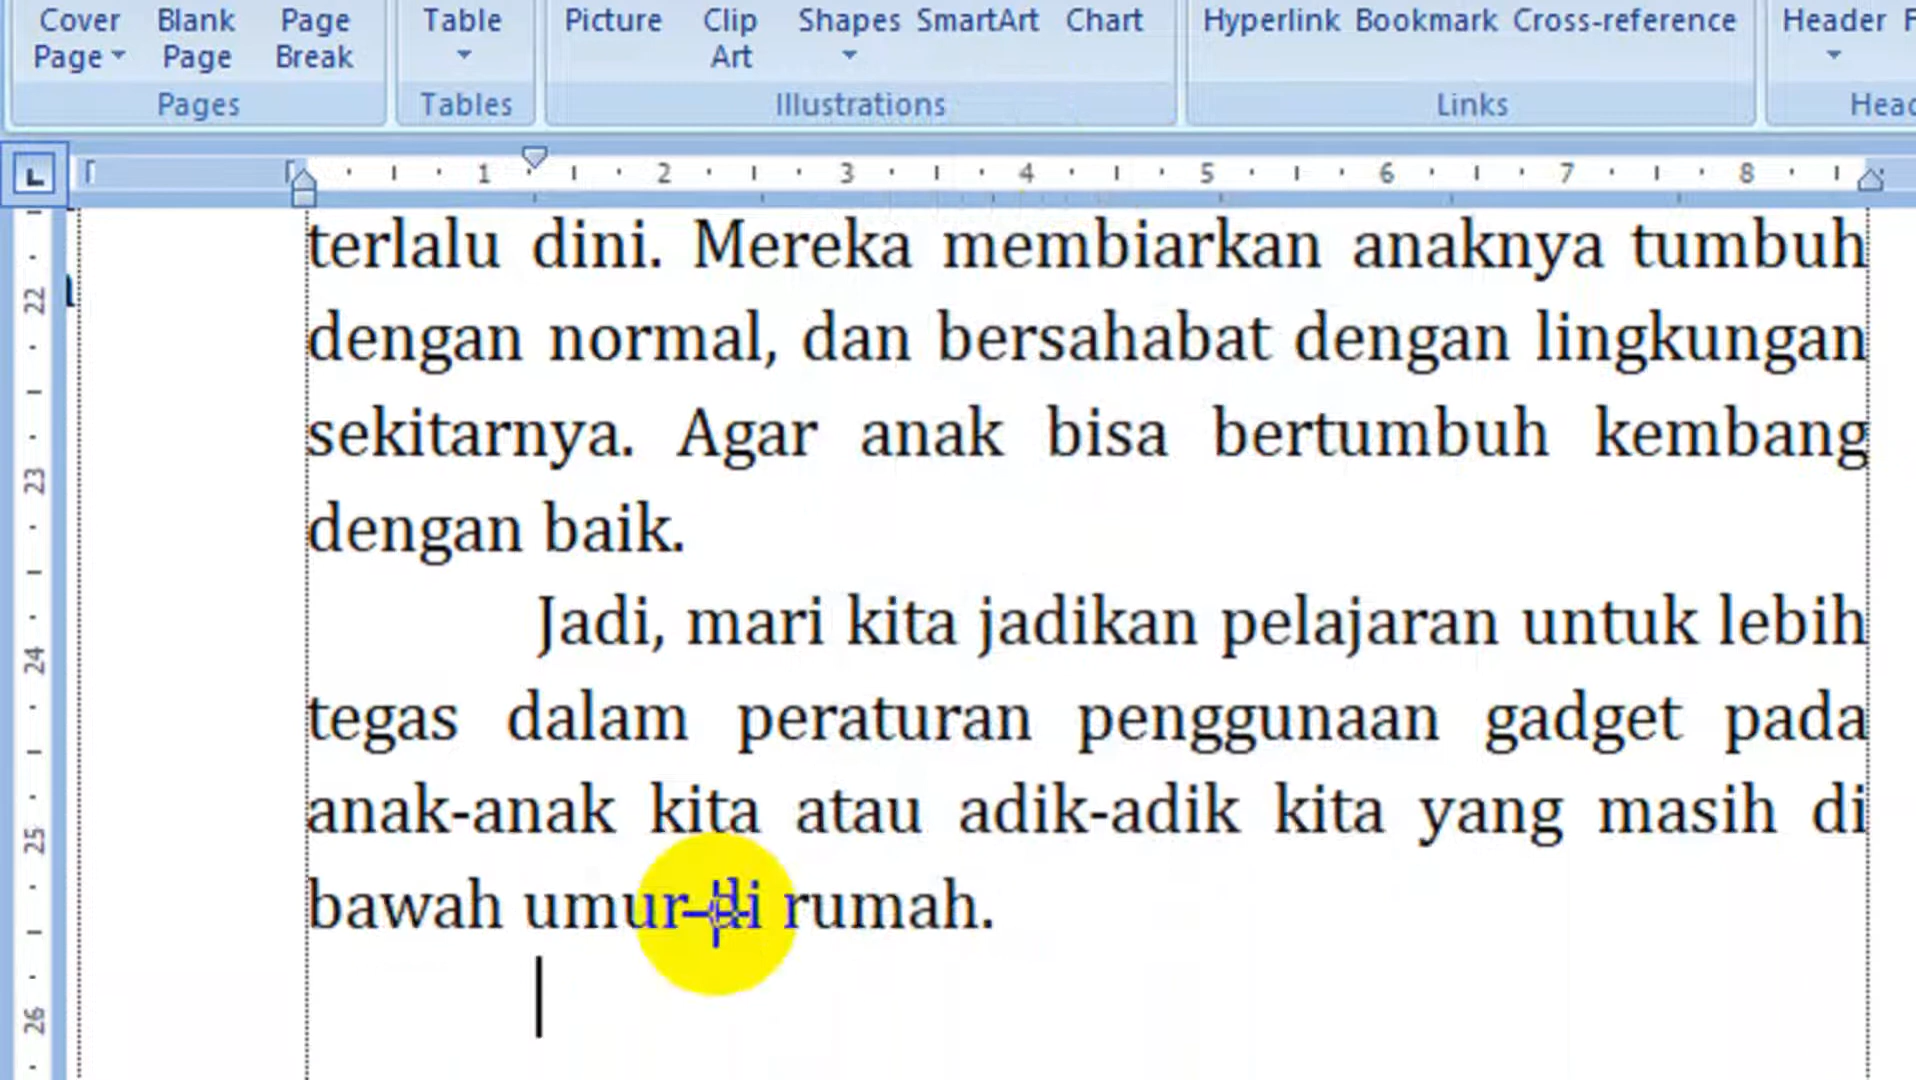 Cover Blank Page Table Picture Clip Shapes SmartArt Chart Hyperlink Bookmark Cross-reference Header
Page Page Break Art
Pages Tables Illustrations Links
1 2 3 4 5 6 7 8
terlalu dini. Mereka membiarkan anaknya tumbuh
22
dengan normal, dan bersahabat dengan lingkungan
sekitarnya. Agar anak bisa bertumbuh kembang
23
dengan baik.
Jadi, mari kita jadikan pelajaran untuk lebih
24
tegas dalam peraturan penggunaan gadget pada
anak-anak kita atau adik-adik kita yang masih di
25
bawah umur di rumah.
26